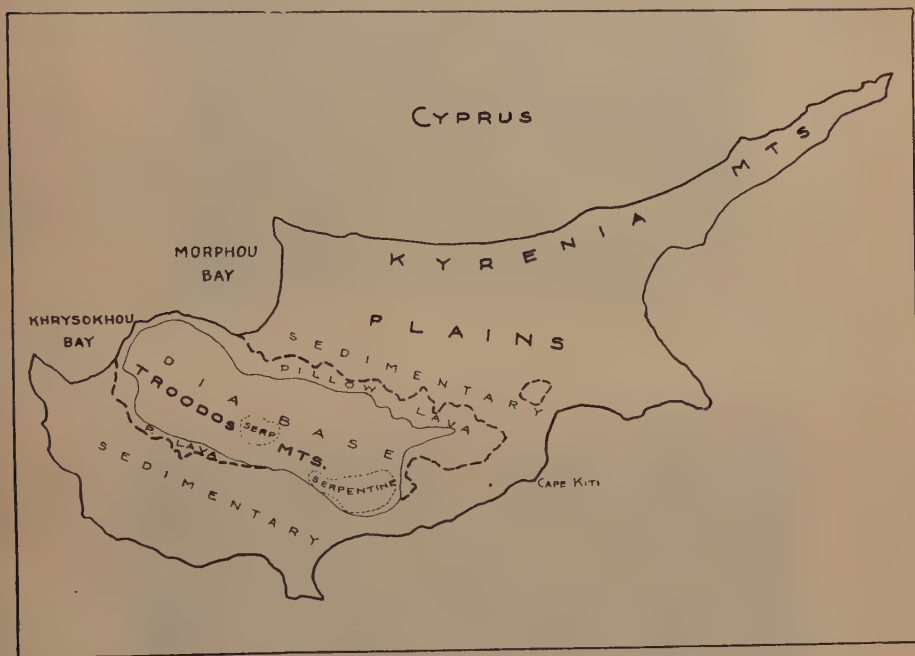 CYPRUS
KYRENIA MTS
MORPHOU
BAY
KHRYSOKHOU
BAY
PLAINS
SEDIMENTARY
PILLOW LAVA
DIABASE
TROODOS MTS.
SERP.
P. LAVA
SERPENTINE
SEDIMENTARY
CAPE KITI